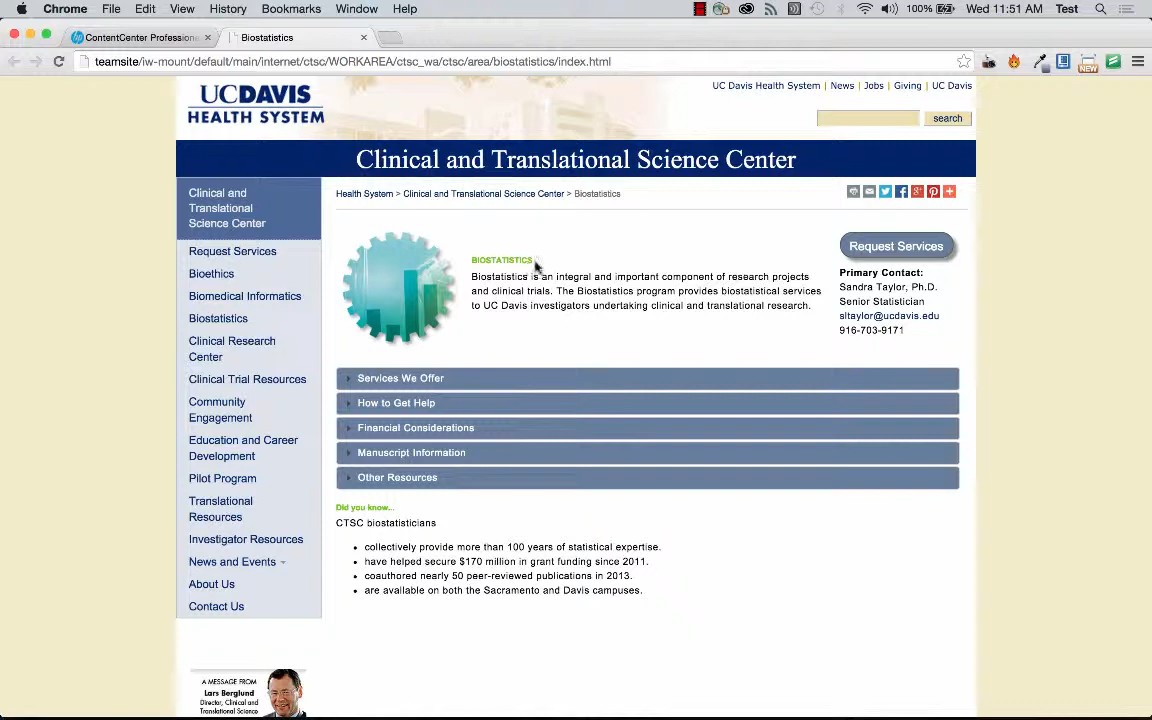 Chrome File Edit View History Bookmarks Window Help 100% Wed 11:51 AM Test
ContentCenter Profession
Biostatistics
teamsite/iw-mount/default/main/internet/ctsc/WORKAREA/ctsc_wa/ctsc/area/biostatistics/index.html
NEW
UC Davis Health System | News | Jobs | Giving | UC Davis
UCDAVIS
HEALTH SYSTEM
search
Clinical and Translational Science Center
Clinical and
Translational
Science Center
Request Services
Bioethics
Biomedical Informatics
Biostatistics
Clinical Research
Center
Clinical Trial Resources
Community
Engagement
Education and Career
Development
Pilot Program
Translational
Resources
Investigator Resources
News and Events
About Us
Contact Us
A MESSAGE FROM
Lars Berglund
Director, Clinical and
Translational Science
Health System > Clinical and Translational Science Center > Biostatistics
BIOSTATISTICS
Biostatistics is an integral and important component of research projects
and clinical trials. The Biostatistics program provides biostatistical services
to UC Davis investigators undertaking clinical and translational research.
Request Services
Primary Contact:
Sandra Taylor, Ph.D.
Senior Statistician
sltaylor@ucdavis.edu
916-703-9171
Services We Offer
How to Get Help
Financial Considerations
Manuscript Information
Other Resources
Did you know...
CTSC biostatisticians
• collectively provide more than 100 years of statistical expertise.
• have helped secure $170 million in grant funding since 2011.
• coauthored nearly 50 peer-reviewed publications in 2013.
• are available on both the Sacramento and Davis campuses.